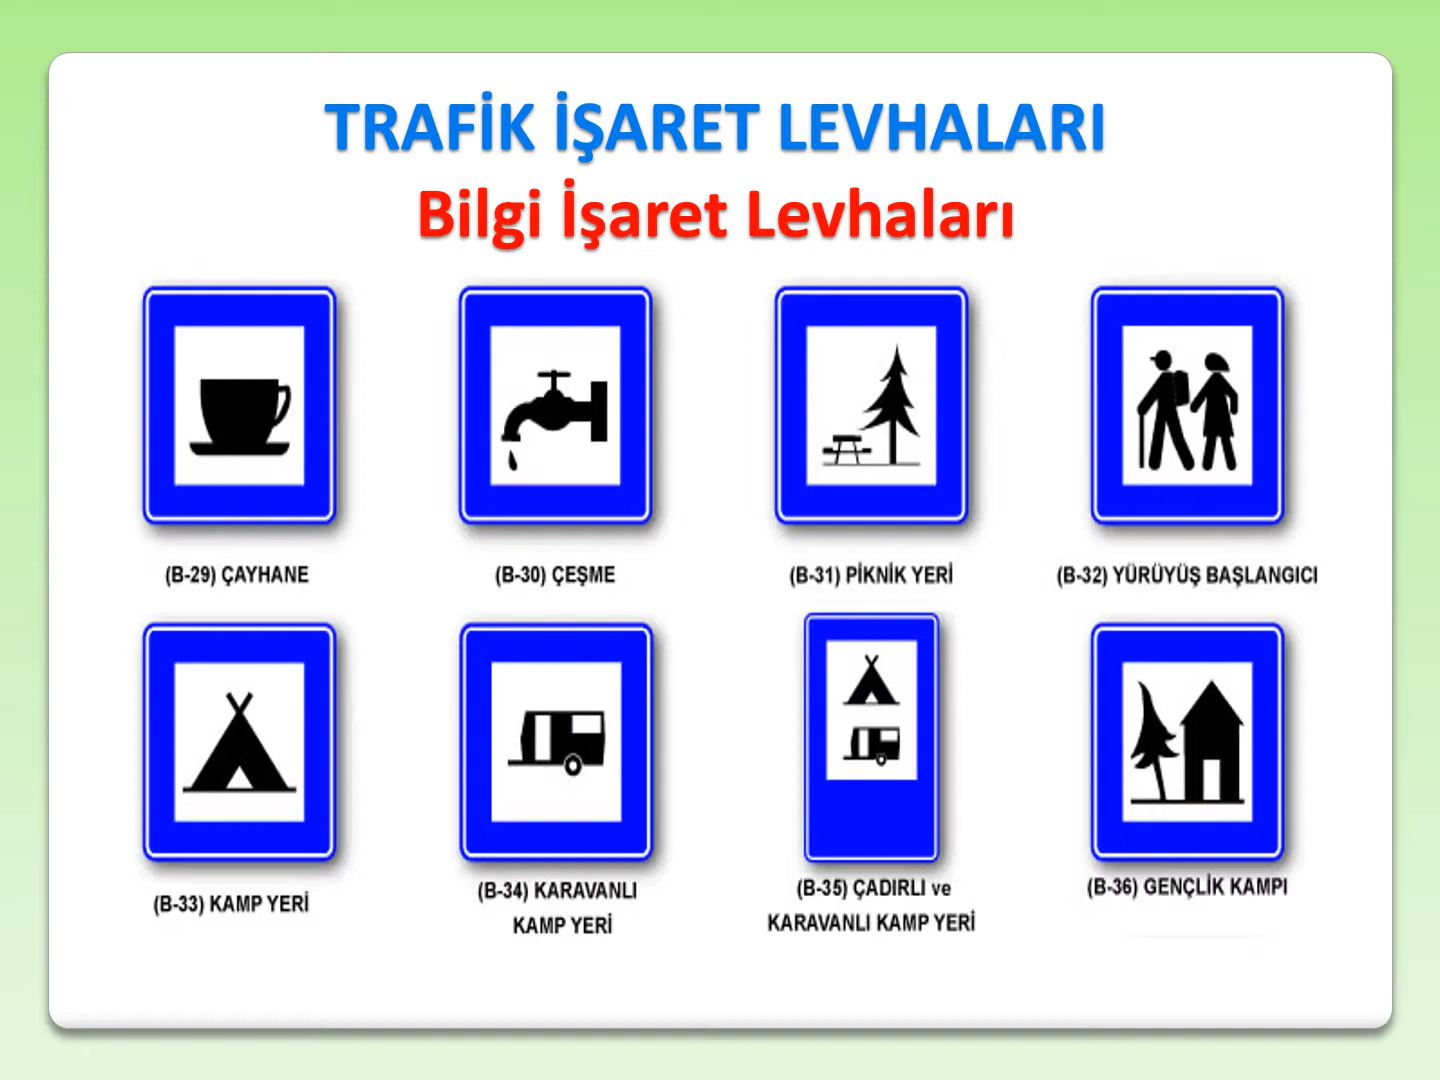 TRAFİK İŞARET LEVHALARI
Bilgi İşaret Levhaları
(B-29) ÇAYHANE
(B-30) ÇEŞME
(B-31) PİKNİK YERİ
(B-32) YÜRÜYÜŞ BAŞLANGICI
(B-33) KAMP YERİ
(B-34) KARAVANLI
KAMP YERİ
(B-35) ÇADIRLI ve
KARAVANLI KAMP YERİ
(B-36) GENÇLİK KAMPI